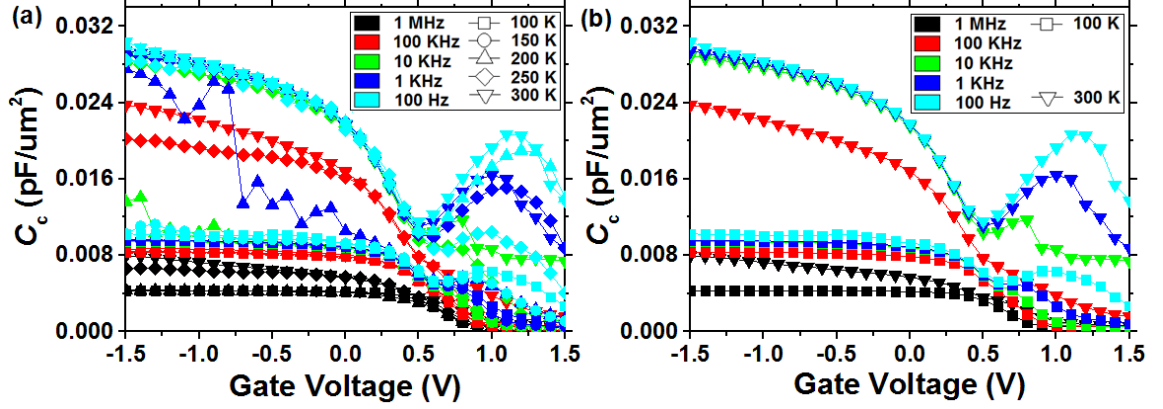 (a)
0.032
0.024
0.016
0.008
0.000
Cc (pF/um²)
1 MHz
100 KHz
10 KHz
1 KHz
100 Hz
100 K
150 K
200 K
250 K
300 K
-1.5 -1.0 -0.5 0.0 0.5 1.0 1.5
Gate Voltage (V)
(b)
0.032
0.024
0.016
0.008
0.000
Cc (pF/um²)
1 MHz
100 KHz
10 KHz
1 KHz
100 Hz
100 K
300 K
-1.5 -1.0 -0.5 0.0 0.5 1.0 1.5
Gate Voltage (V)